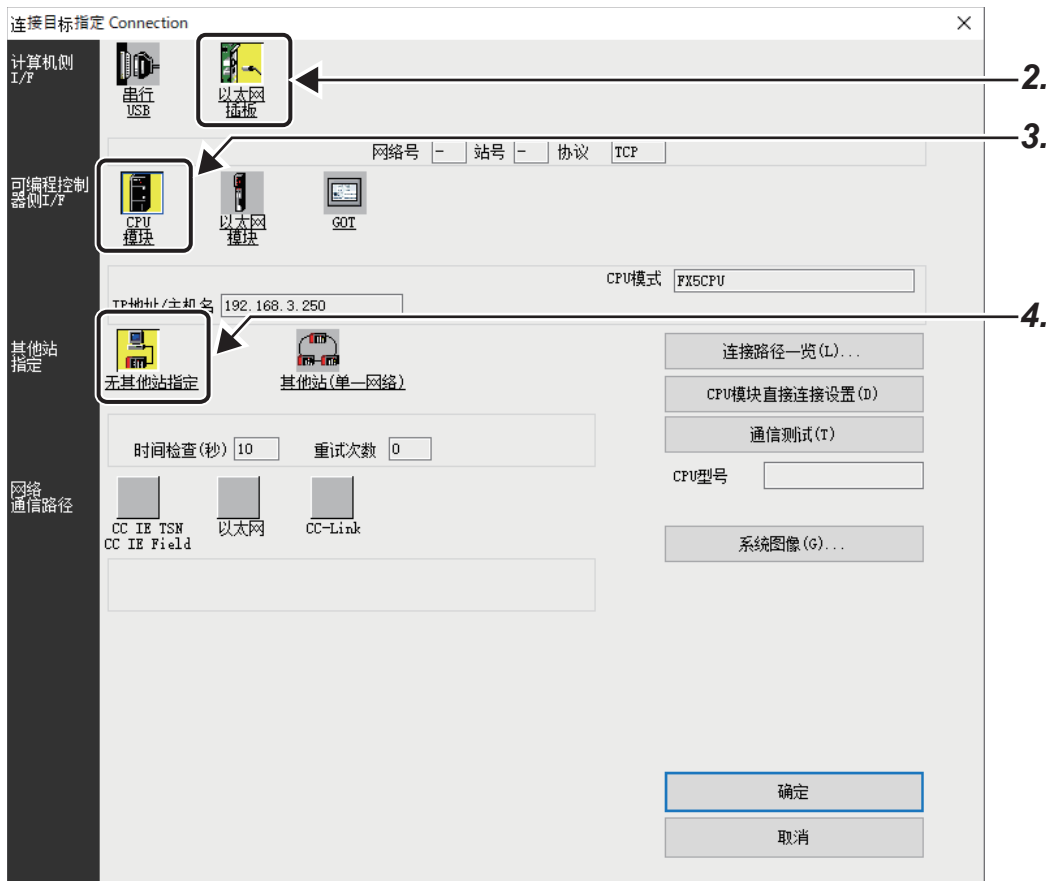 连接目标指定 Connection
计算机侧
I/F
串行
USB
以太网
插板
2.
3.
网络号 - 站号 - 协议 TCP
可编程控制
器侧I/F
CPU
模块
以太网
模块
GOT
CPU模式 FX5CPU
IP地址/主机名 192.168.3.250
4.
其他站
指定
无其他站指定
其他站(单一网络)
连接路径一览(L)...
CPU模块直接连接设置(D)
通信测试(T)
时间检查(秒) 10 重试次数 0
CPU型号
网络
通信路径
CC IE TSN
CC IE Field
以太网
CC-Link
系统图像(G)...
确定
取消